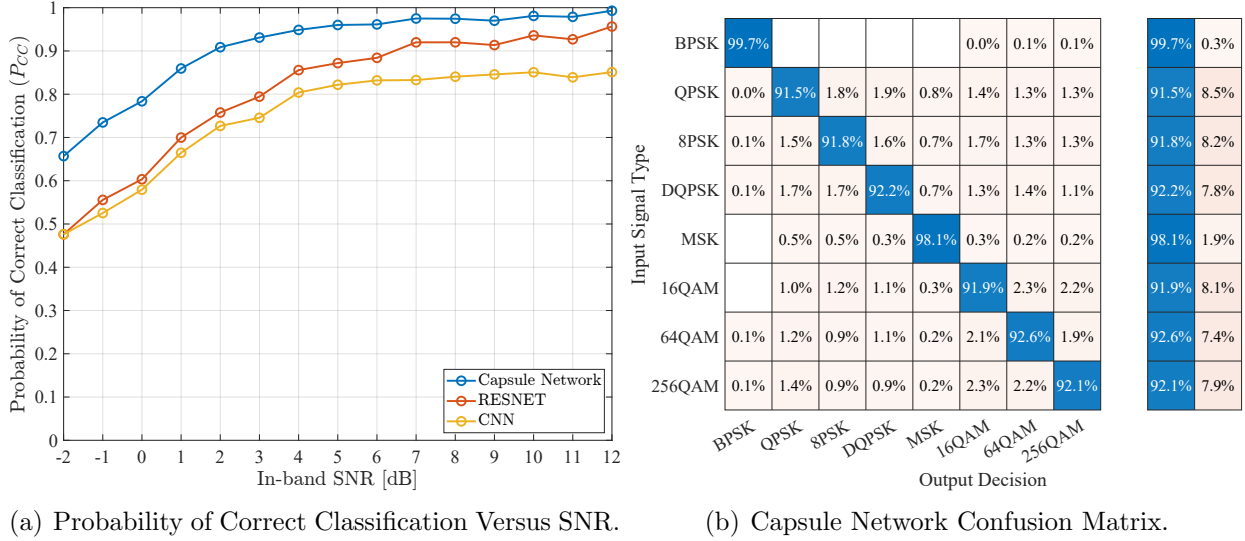 Probability of Correct Classification (P_CC)
1
0.9
0.8
0.7
0.6
0.5
0.4
0.3
0.2
0.1
0
-2 -1 0 1 2 3 4 5 6 7 8 9 10 11 12
In-band SNR [dB]
Capsule Network
RESNET
CNN
(a) Probability of Correct Classification Versus SNR.
Input Signal Type
BPSK 99.7% 0.0% 0.1% 0.1% 99.7% 0.3%
QPSK 0.0% 91.5% 1.8% 1.9% 0.8% 1.4% 1.3% 1.3% 91.5% 8.5%
8PSK 0.1% 1.5% 91.8% 1.6% 0.7% 1.7% 1.3% 1.3% 91.8% 8.2%
DQPSK 0.1% 1.7% 1.7% 92.2% 0.7% 1.3% 1.4% 1.1% 92.2% 7.8%
MSK 0.5% 0.5% 0.3% 98.1% 0.3% 0.2% 0.2% 98.1% 1.9%
16QAM 1.0% 1.2% 1.1% 0.3% 91.9% 2.3% 2.2% 91.9% 8.1%
64QAM 0.1% 1.2% 0.9% 1.1% 0.2% 2.1% 92.6% 1.9% 92.6% 7.4%
256QAM 0.1% 1.4% 0.9% 0.9% 0.2% 2.3% 2.2% 92.1% 92.1% 7.9%
BPSK QPSK 8PSK DQPSK MSK 16QAM 64QAM 256QAM
Output Decision
(b) Capsule Network Confusion Matrix.